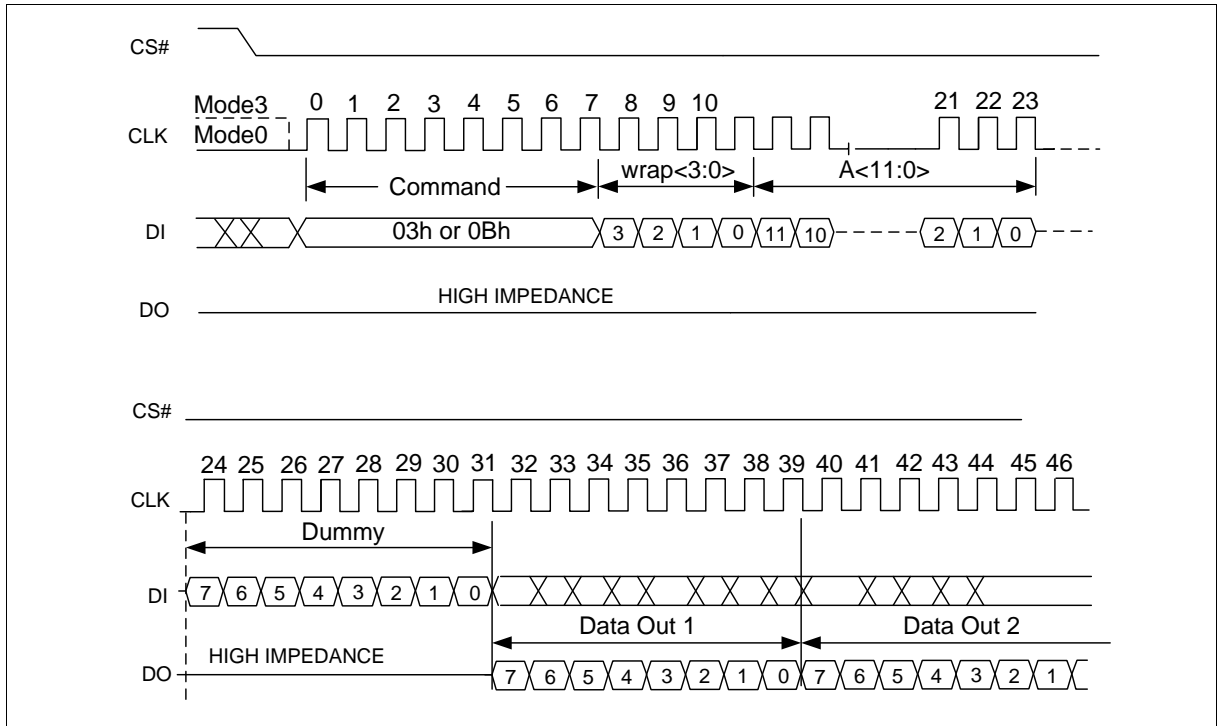 CS#
Mode3 0 1 2 3 4 5 6 7 8 9 10 21 22 23
CLK Mode0
Command wrap<3:0> A<11:0>
DI 03h or 0Bh 3 2 1 0 11 10 2 1 0
HIGH IMPEDANCE
DO
CS#
24 25 26 27 28 29 30 31 32 33 34 35 36 37 38 39 40 41 42 43 44 45 46
CLK
Dummy
DI 7 6 5 4 3 2 1 0
Data Out 1 Data Out 2
HIGH IMPEDANCE
DO 7 6 5 4 3 2 1 0 7 6 5 4 3 2 1